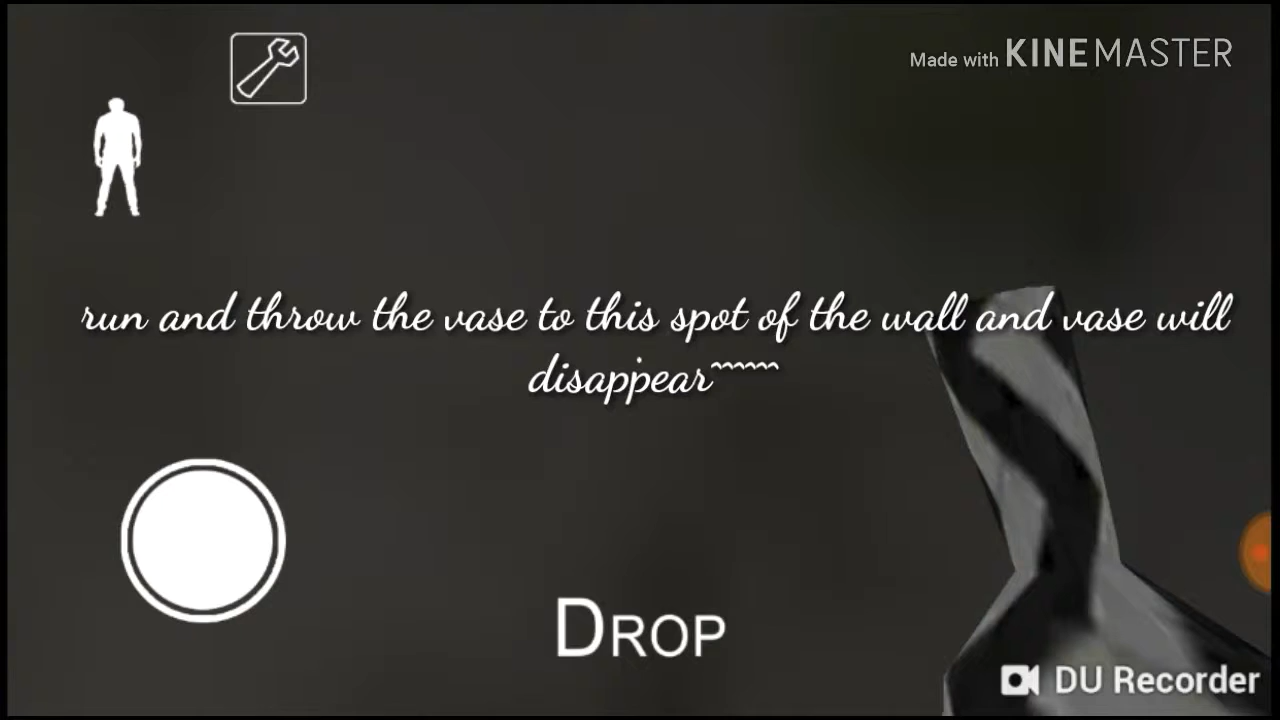 Made with KINEMASTER
run and throw the vase to this spot of the wall and vase will
disappear~~~~~~
DROP
DU Recorder